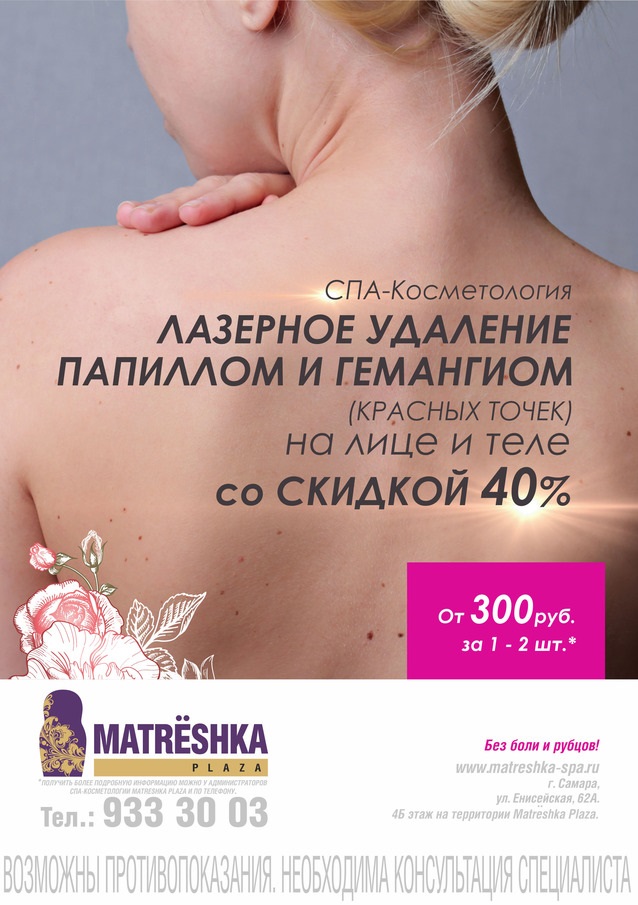 СПА-Косметология
ЛАЗЕРНОЕ УДАЛЕНИЕ
ПАПИЛЛОМ И ГЕМАНГИОМ
(КРАСНЫХ ТОЧЕК)
на лице и теле
со СКИДКОЙ 40%
От 300руб.
за 1 - 2 шт.*
MATRЁSHKA
PLAZA
*ПОЛУЧИТЬ БОЛЕЕ ПОДРОБНУЮ ИНФОРМАЦИЮ МОЖНО У АДМИНИСТРАТОРОВ
СПА-КОСМЕТОЛОГИИ MATRESHKA PLAZA И ПО ТЕЛЕФОНУ.
Тел.: 933 30 03
Без боли и рубцов!
www.matreshka-spa.ru
г. Самара,
ул. Енисейская, 62А.
4Б этаж на территории Matreshka Plaza.
ВОЗМОЖНЫ ПРОТИВОПОКАЗАНИЯ. НЕОБХОДИМА КОНСУЛЬТАЦИЯ СПЕЦИАЛИСТА